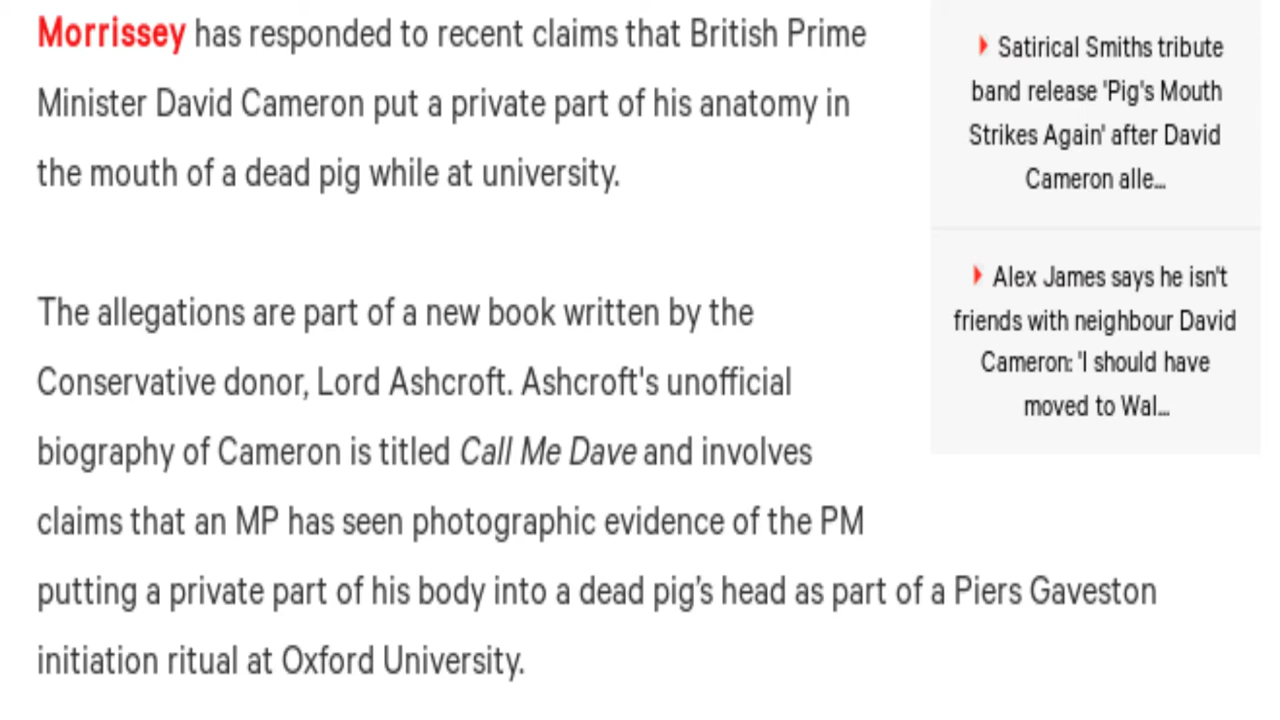 Morrissey has responded to recent claims that British Prime
Minister David Cameron put a private part of his anatomy in
the mouth of a dead pig while at university.
The allegations are part of a new book written by the
Conservative donor, Lord Ashcroft. Ashcroft's unofficial
biography of Cameron is titled Call Me Dave and involves
claims that an MP has seen photographic evidence of the PM
putting a private part of his body into a dead pig’s head as part of a Piers Gaveston
initiation ritual at Oxford University.
Satirical Smiths tribute
band release 'Pig's Mouth
Strikes Again' after David
Cameron alle...
Alex James says he isn't
friends with neighbour David
Cameron: 'I should have
moved to Wal...